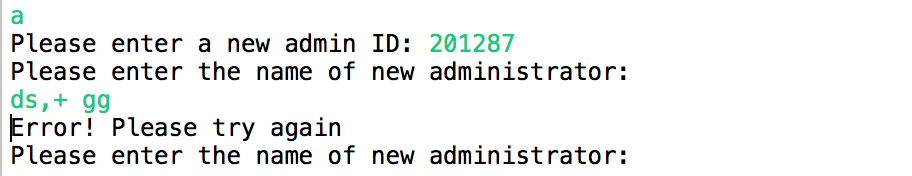 a
Please enter a new admin ID: 201287
Please enter the name of new administrator:
ds,+ gg
Error! Please try again
Please enter the name of new administrator: